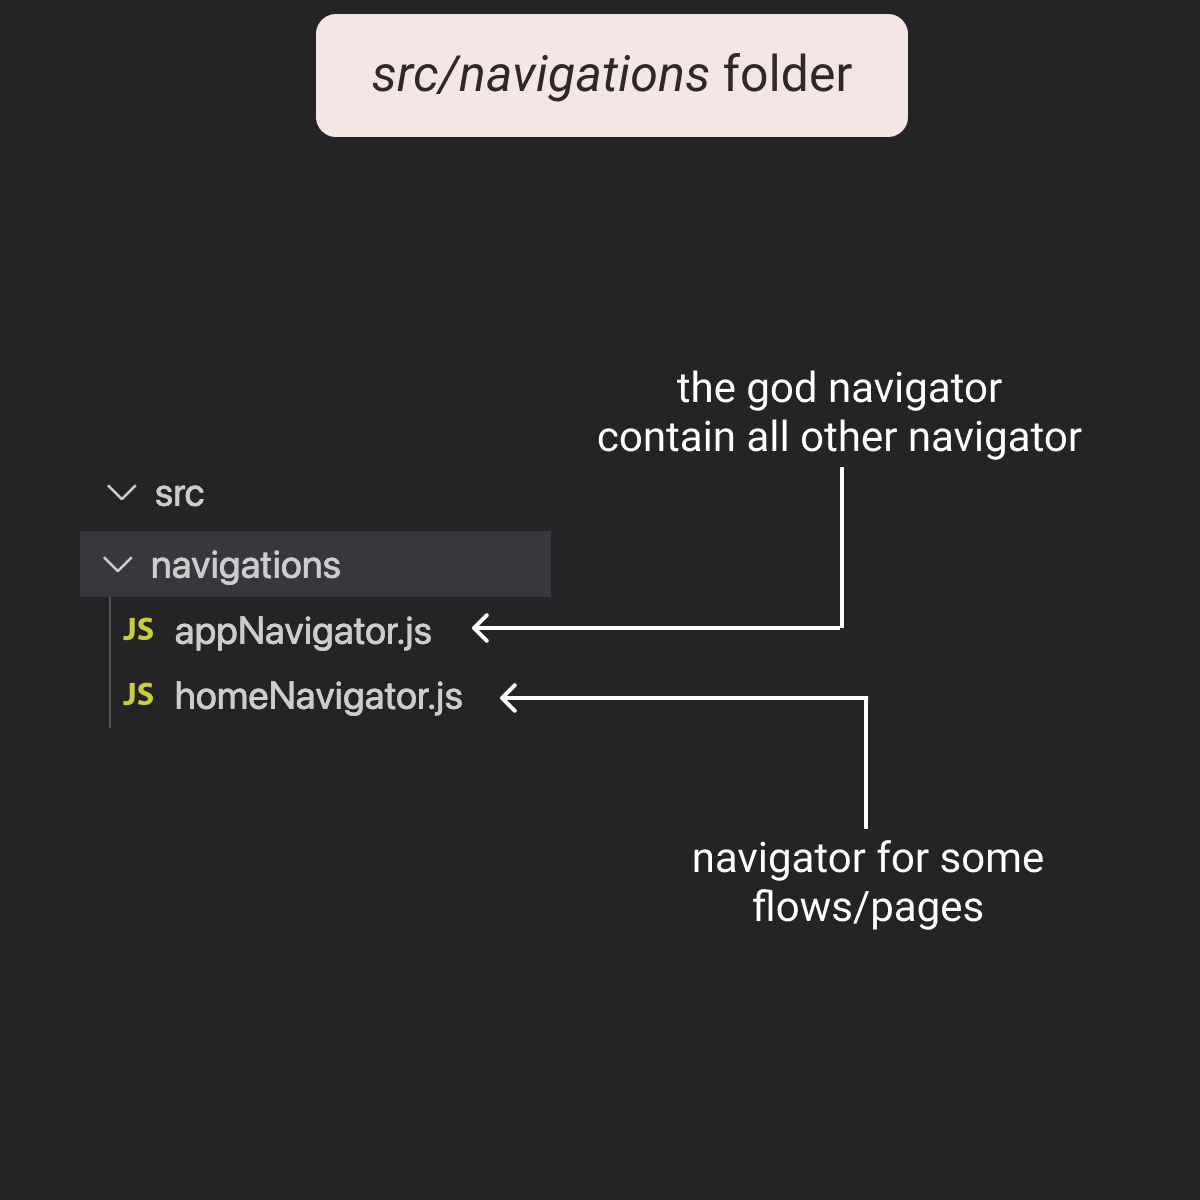 src/navigations folder
the god navigator
contain all other navigator
src
navigations
JS appNavigator.js
JS homeNavigator.js
navigator for some
flows/pages